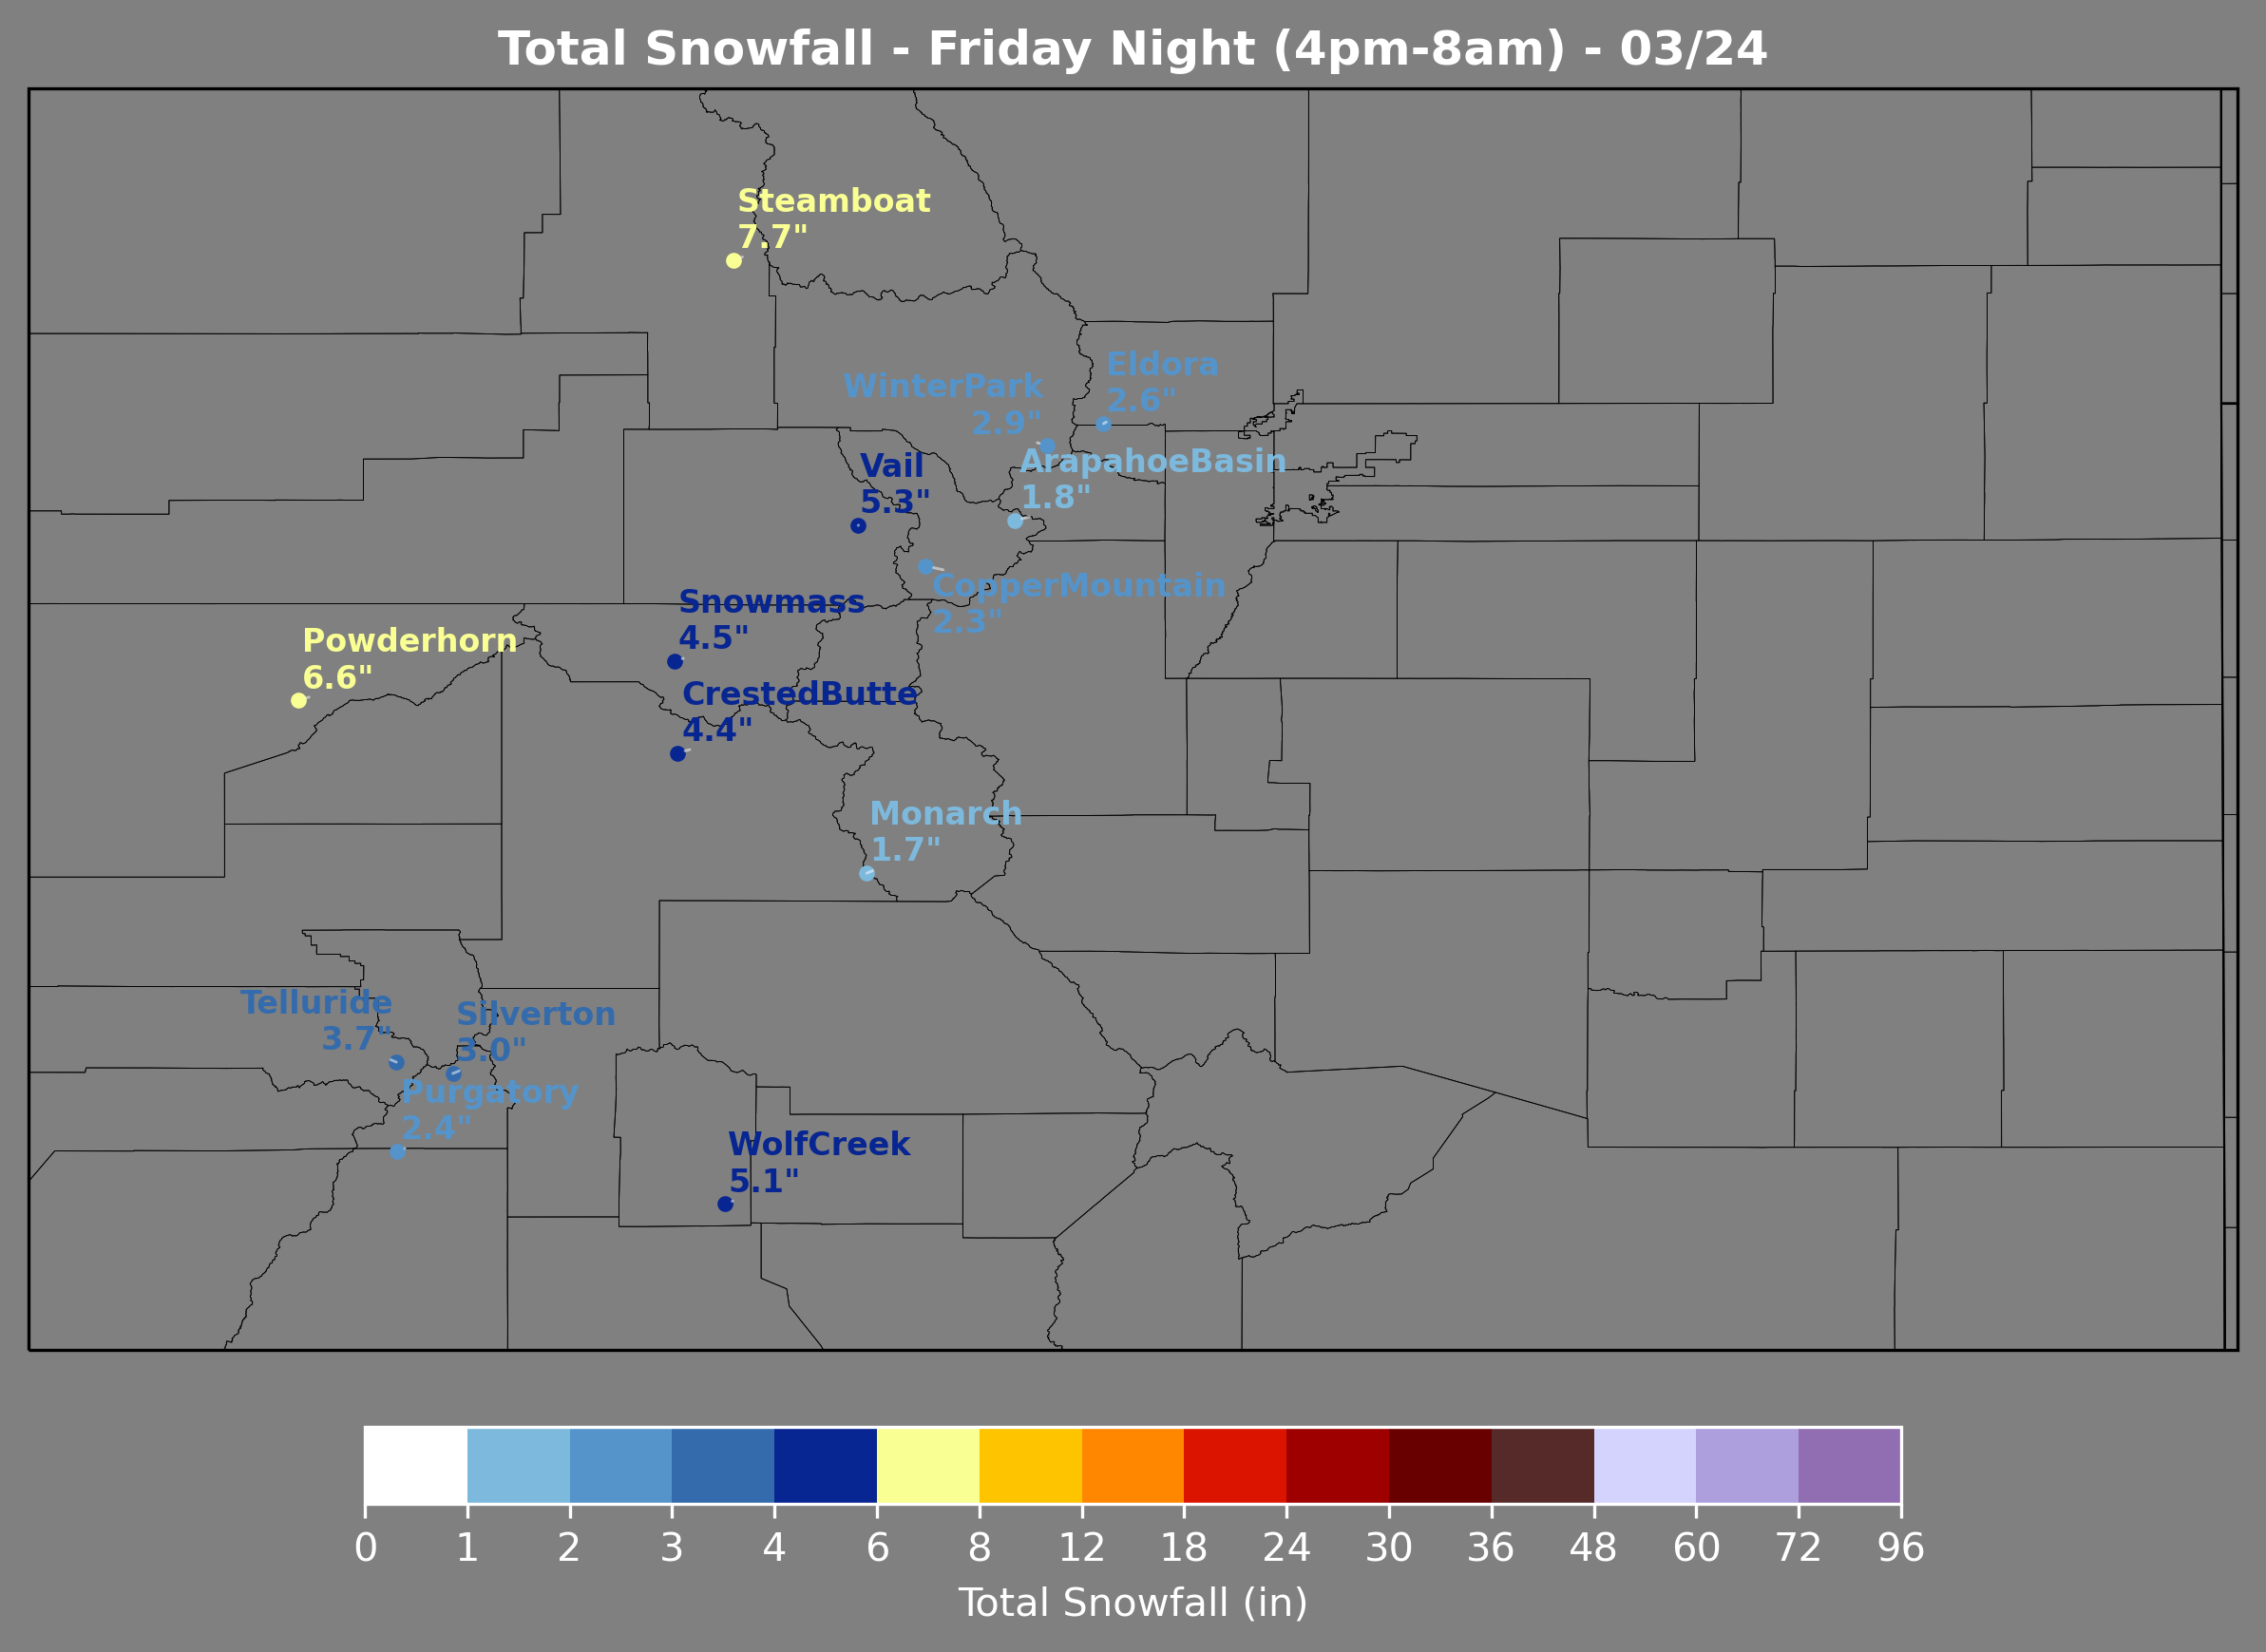 Total Snowfall - Friday Night (4pm-8am) - 03/24
Steamboat
7.7"
Eldora
2.6"
WinterPark
2.9"
ArapahoeBasin
1.8"
Vail
5.3"
CopperMountain
2.3"
Snowmass
4.5"
Powderhorn
6.6"
CrestedButte
4.4"
Monarch
1.7"
Telluride
3.7"
Silverton
3.0"
Purgatory
2.4"
WolfCreek
5.1"
0 1 2 3 4 6 8 12 18 24 30 36 48 60 72 96
Total Snowfall (in)